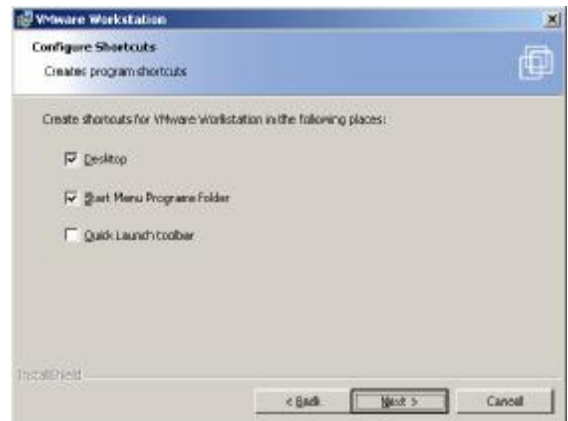 VMware Workstation
Configure Shortcuts
Creates program shortcuts
Create shortcuts for VMware Workstation in the following places:
Desktop
Start Menu Programs Folder
Quick Launch toolbar
InstallShield
< Back
Next >
Cancel